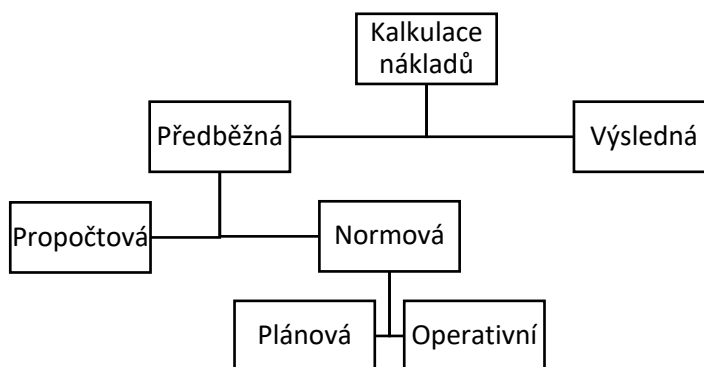 Kalkulace
nákladů
Předběžná
Výsledná
Propočtová
Normová
Plánová
Operativní